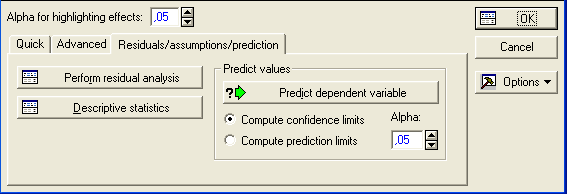 Alpha for highlighting effects: ,05
OK
Cancel
Options
Quick Advanced Residuals/assumptions/prediction
Perform residual analysis
Descriptive statistics
Predict values
Predict dependent variable
Compute confidence limits
Compute prediction limits
Alpha:
,05